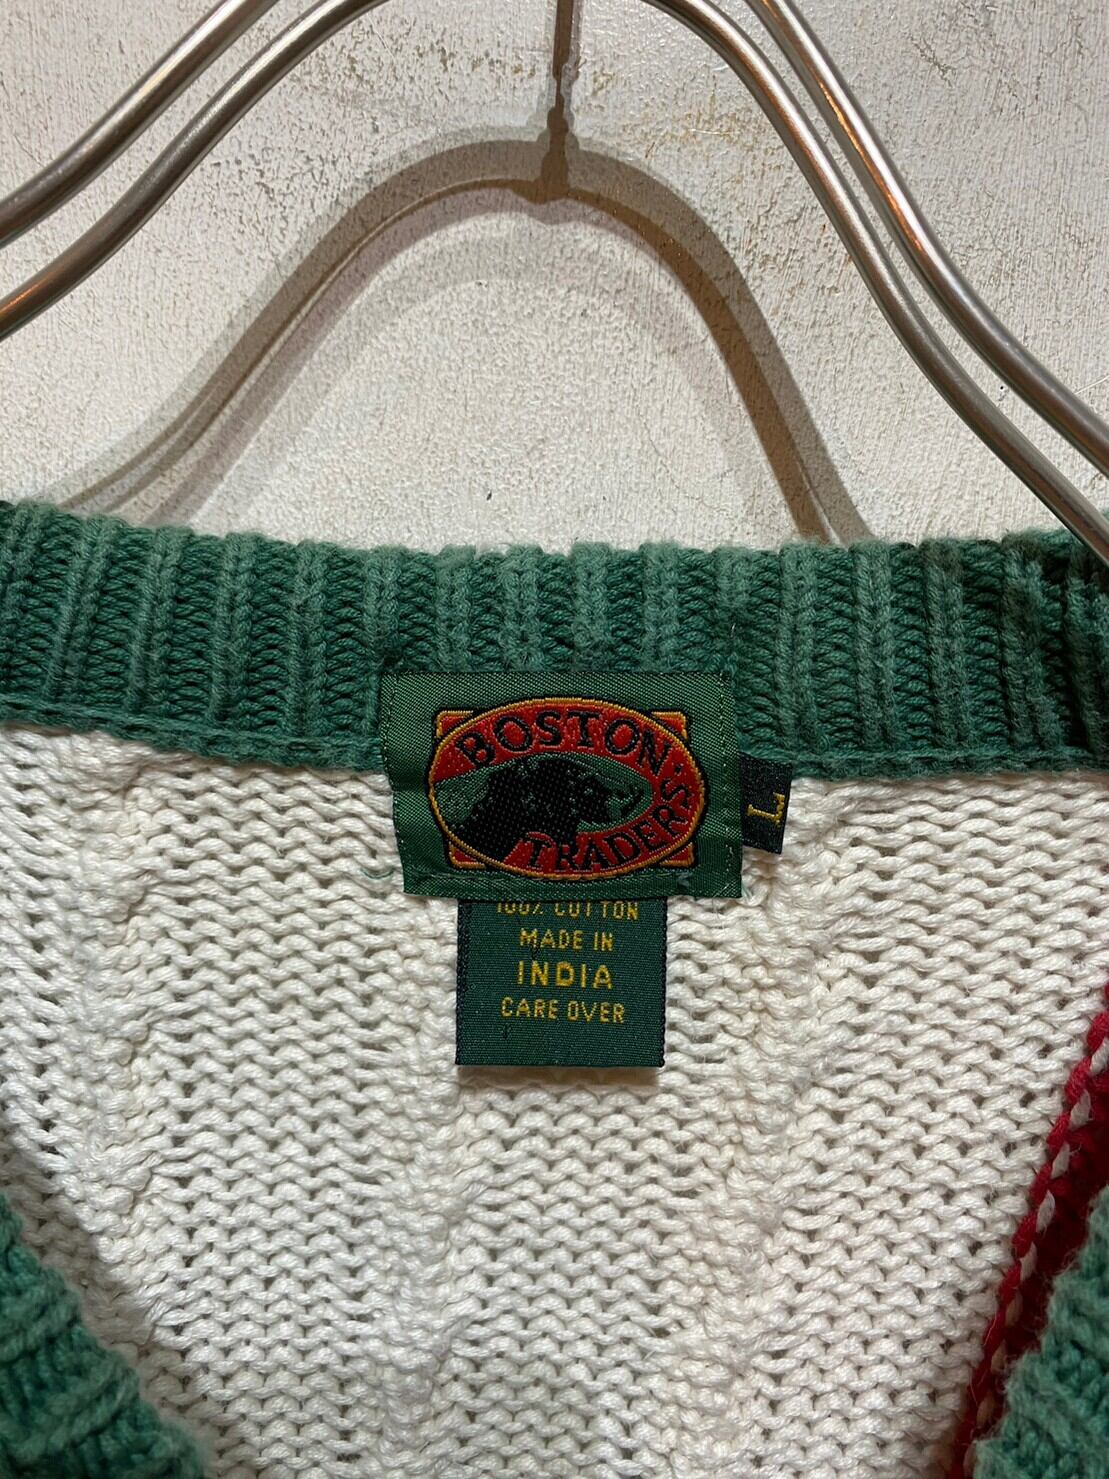 BOSTON
TRADERS
L
100% COTTON
MADE IN
INDIA
CARE OVER